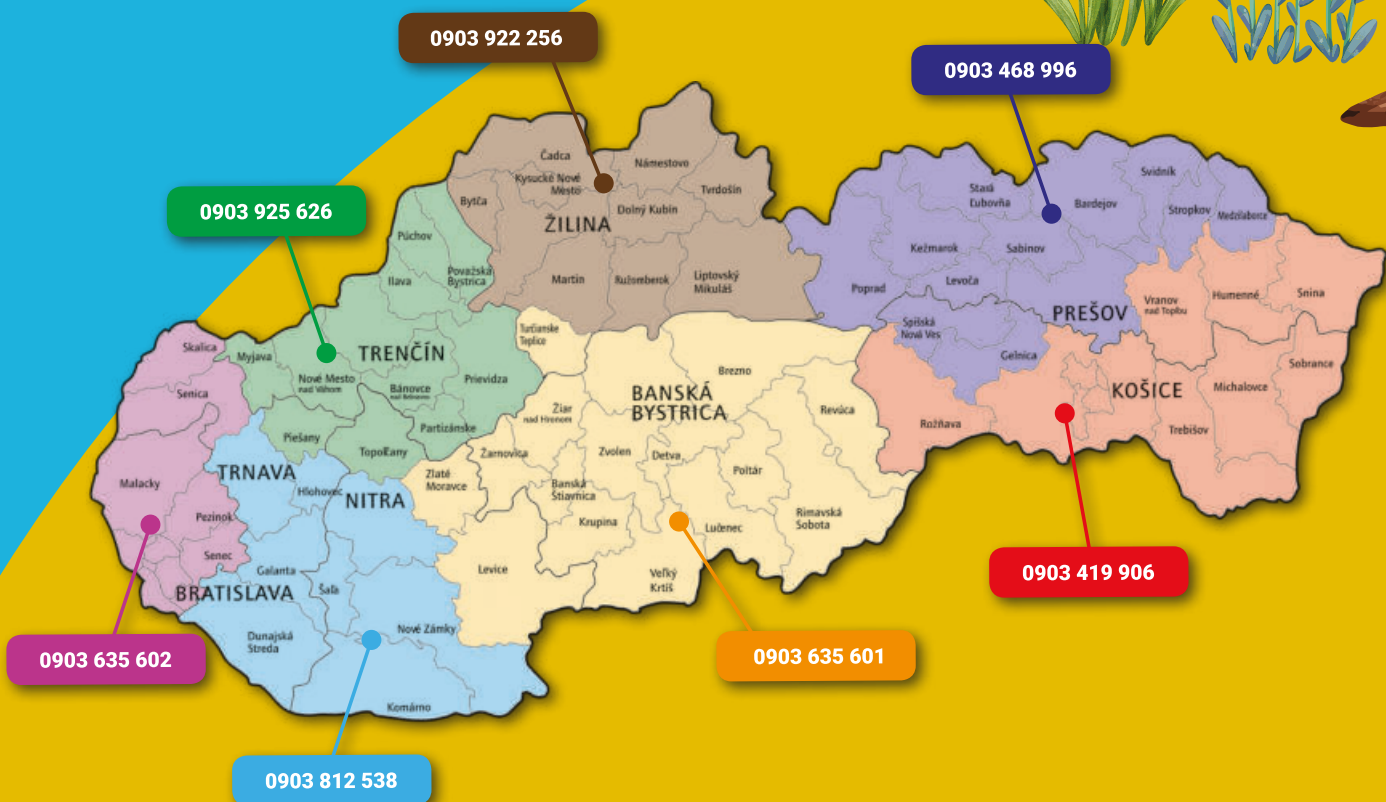 0903 922 256
0903 468 996
0903 925 626
Čadca
Kysucké Nové
Mesto
Námestovo
Tvrdošín
Bytča
Dolný Kubín
ŽILINA
Martin
Ružomberok
Liptovský
Mikuláš
Svidník
Stará
Ľubovňa
Bardejov
Stropkov
Medzilaborce
Kežmarok
Sabinov
Poprad
Levoča
PREŠOV
Spišská
Nová Ves
Gelnica
Vranov
nad Topľou
Humenné
Snina
Sobrance
KOŠICE
Michalovce
Rožňava
Trebišov
Púchov
Ilava
Považská
Bystrica
TRENČÍN
Myjava
Nové Mesto
nad Váhom
Bánovce
nad Bebravou
Prievidza
Partizánske
Piešany
Topoľčany
Skalica
Senica
Malacky
Pezinok
Senec
BRATISLAVA
TRNAVA
Hlohovec
NITRA
Galanta
Šaľa
Dunajská
Streda
Nové Zámky
Komárno
Turčianske
Teplice
BANSKÁ
BYSTRICA
Brezno
Žiar
nad Hronom
Revúca
Žarnovica
Zvolen
Detva
Poltár
Zlaté
Moravce
Banská
Štiavnica
Krupina
Lučenec
Rimavská
Sobota
Levice
Veľký
Krtíš
0903 419 906
0903 635 602
0903 635 601
0903 812 538